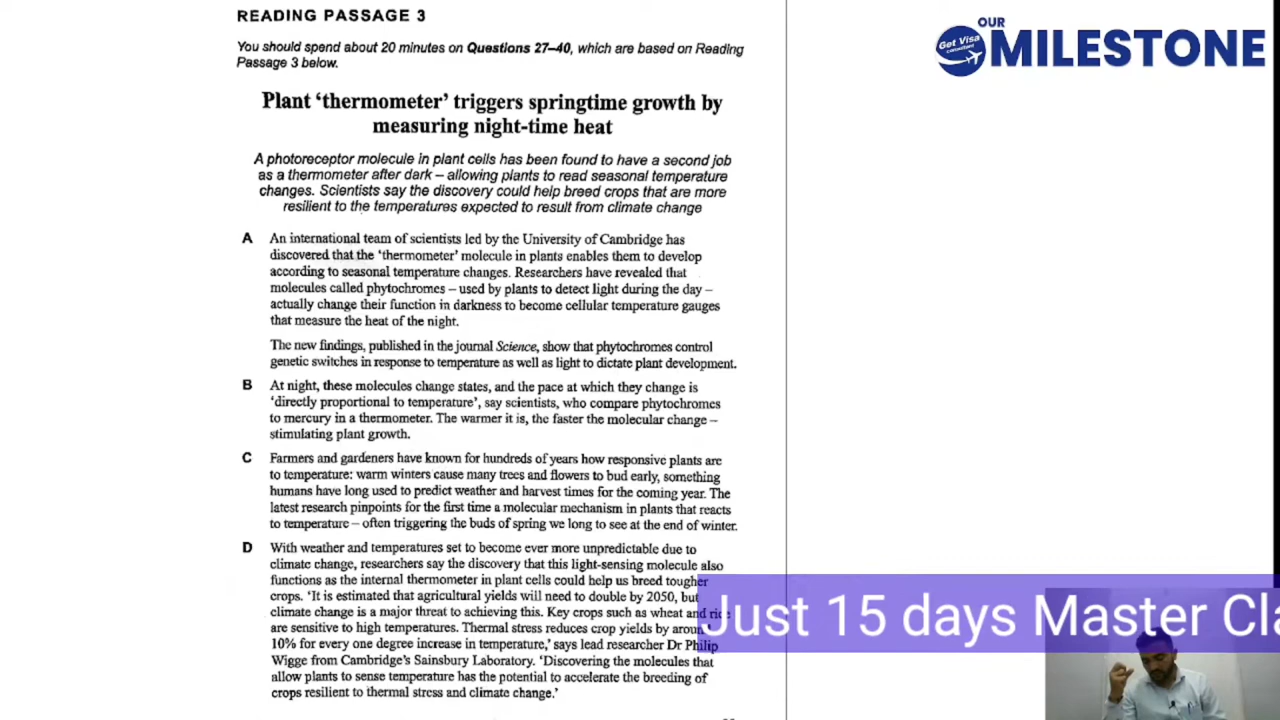 READING PASSAGE 3
You should spend about 20 minutes on Questions 27–40, which are based on Reading
Passage 3 below.
Plant ‘thermometer’ triggers springtime growth by
measuring night-time heat
A photoreceptor molecule in plant cells has been found to have a second job
as a thermometer after dark – allowing plants to read seasonal temperature
changes. Scientists say the discovery could help breed crops that are more
resilient to the temperatures expected to result from climate change
A An international team of scientists led by the University of Cambridge has
discovered that the ‘thermometer’ molecule in plants enables them to develop
according to seasonal temperature changes. Researchers have revealed that
molecules called phytochromes – used by plants to detect light during the day –
actually change their function in darkness to become cellular temperature gauges
that measure the heat of the night.
The new findings, published in the journal Science, show that phytochromes control
genetic switches in response to temperature as well as light to dictate plant development.
B At night, these molecules change states, and the pace at which they change is
‘directly proportional to temperature’, say scientists, who compare phytochromes
to mercury in a thermometer. The warmer it is, the faster the molecular change –
stimulating plant growth.
C Farmers and gardeners have known for hundreds of years how responsive plants are
to temperature: warm winters cause many trees and flowers to bud early, something
humans have long used to predict weather and harvest times for the coming year. The
latest research pinpoints for the first time a molecular mechanism in plants that reacts
to temperature – often triggering the buds of spring we long to see at the end of winter.
D With weather and temperatures set to become ever more unpredictable due to
climate change, researchers say the discovery that this light-sensing molecule also
functions as the internal thermometer in plant cells could help us breed tougher
crops. ‘It is estimated that agricultural yields will need to double by 2050, but
climate change is a major threat to achieving this. Key crops such as wheat and rice
are sensitive to high temperatures. Thermal stress reduces crop yields by around
10% for every one degree increase in temperature,’ says lead researcher Dr Philip
Wigge from Cambridge’s Sainsbury Laboratory. ‘Discovering the molecules that
allow plants to sense temperature has the potential to accelerate the breeding of
crops resilient to thermal stress and climate change.’
OUR
Get Visa
consultant
MILESTONE
Just 15 days Master Cla